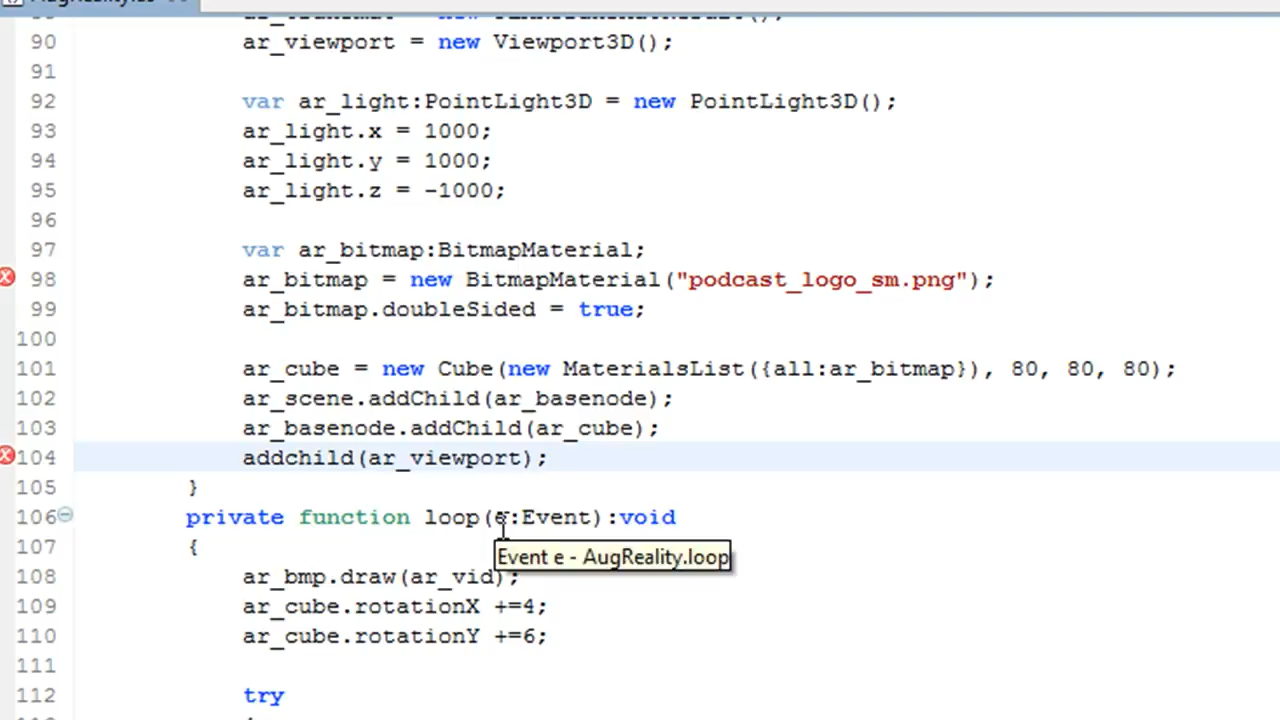 90 ar_viewport = new Viewport3D();
91
92 var ar_light:PointLight3D = new PointLight3D();
93 ar_light.x = 1000;
94 ar_light.y = 1000;
95 ar_light.z = -1000;
96
97 var ar_bitmap:BitmapMaterial;
98 ar_bitmap = new BitmapMaterial("podcast_logo_sm.png");
99 ar_bitmap.doubleSided = true;
100
101 ar_cube = new Cube(new MaterialsList({all:ar_bitmap}), 80, 80, 80);
102 ar_scene.addChild(ar_basenode);
103 ar_basenode.addChild(ar_cube);
104 addchild(ar_viewport);
105 }
106 private function loop(e:Event):void
107 {
Event e - AugReality.loop
108 ar_bmp.draw(ar_vid);
109 ar_cube.rotationX +=4;
110 ar_cube.rotationY +=6;
111
112 try